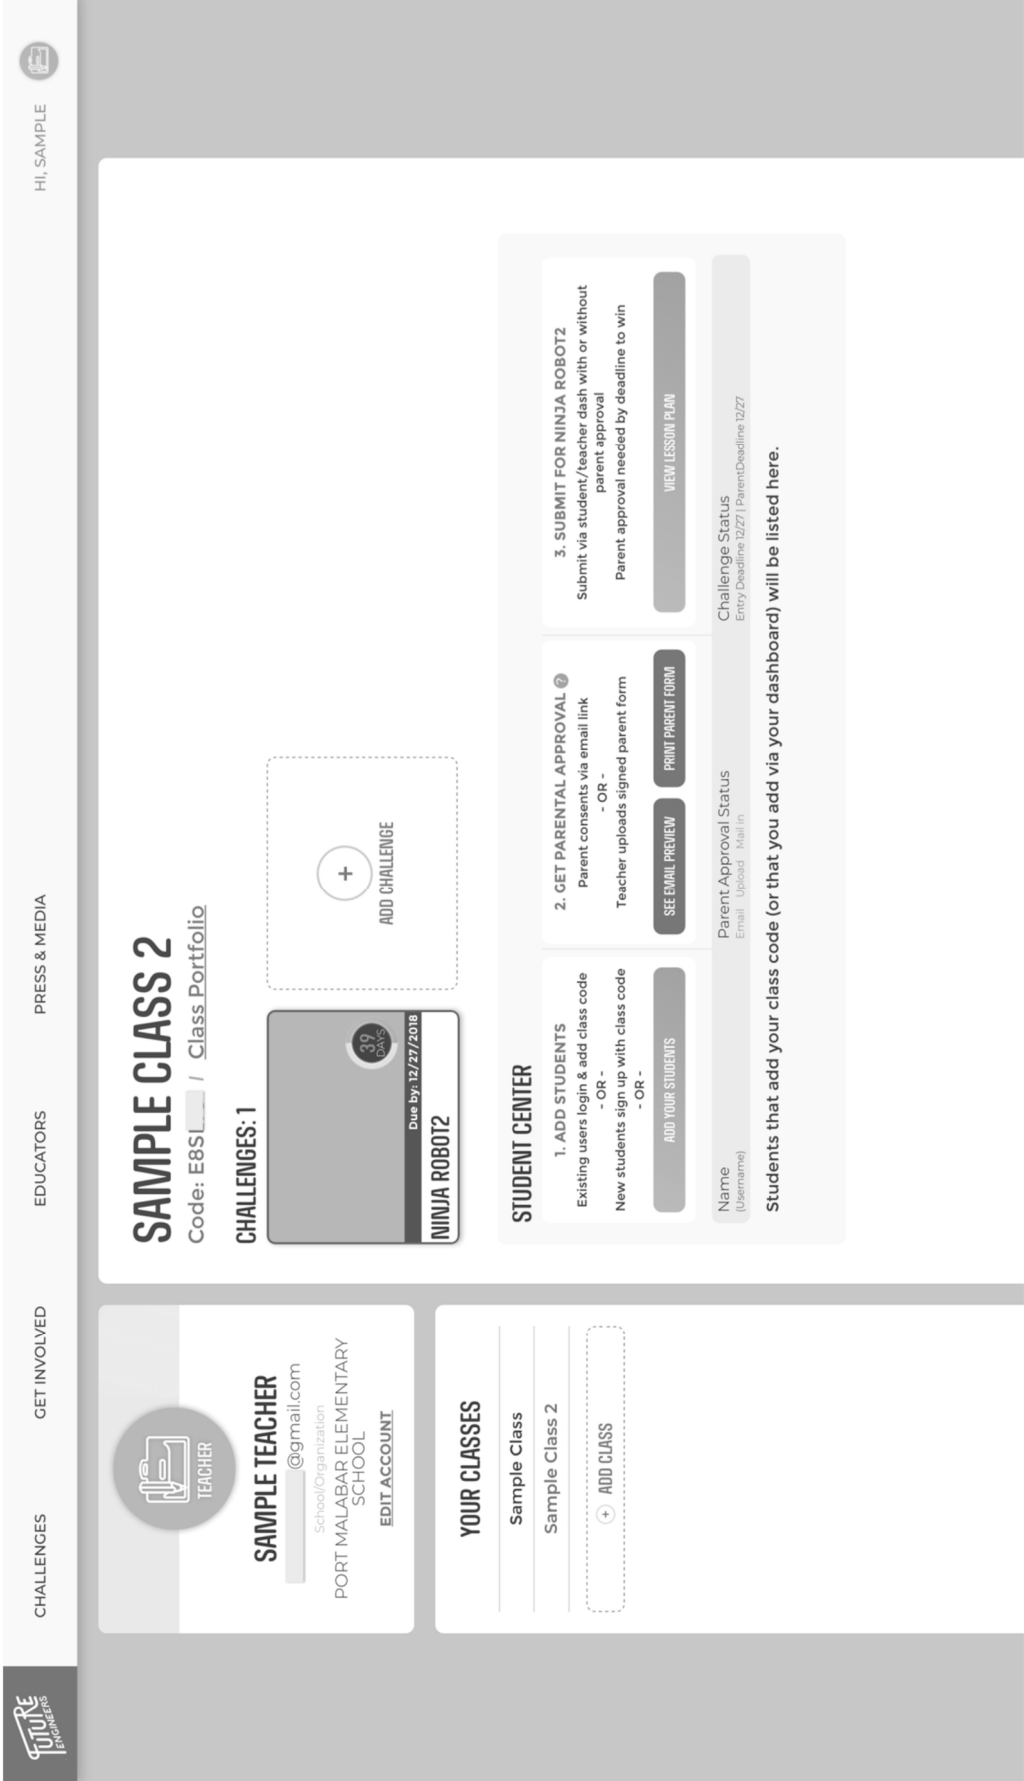 FUTURE
ENGINEERS
CHALLENGES
GET INVOLVED
EDUCATORS
PRESS & MEDIA
HI, SAMPLE
TEACHER
SAMPLE TEACHER
@gmail.com
School/Organization
PORT MALABAR ELEMENTARY
SCHOOL
EDIT ACCOUNT
YOUR CLASSES
Sample Class
Sample Class 2
+ ADD CLASS
SAMPLE CLASS 2
Code: E8S / Class Portfolio
CHALLENGES: 1
39
DAYS
Due by: 12/27/2018
NINJA ROBOT2
+
ADD CHALLENGE
STUDENT CENTER
1. ADD STUDENTS
Existing users login & add class code
- OR -
New students sign up with class code
- OR -
ADD YOUR STUDENTS
2. GET PARENTAL APPROVAL ?
Parent consents via email link
- OR -
Teacher uploads signed parent form
SEE EMAIL PREVIEW
PRINT PARENT FORM
3. SUBMIT FOR NINJA ROBOT2
Submit via student/teacher dash with or without
parent approval
Parent approval needed by deadline to win
VIEW LESSON PLAN
Name
(Username)
Parent Approval Status
Email Upload Mail in
Challenge Status
Entry Deadline 12/27 | ParentDeadline 12/27
Students that add your class code (or that you add via your dashboard) will be listed here.